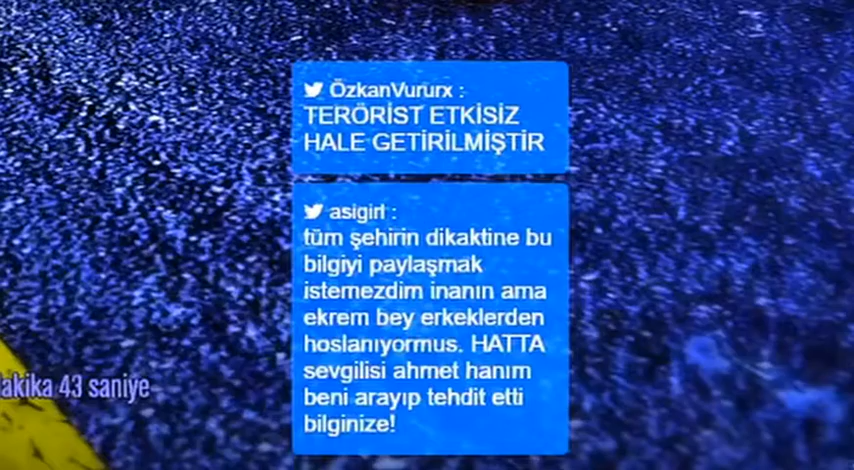 ÖzkanVururx :
TERÖRİST ETKİSİZ
HALE GETİRİLMİŞTİR
asigirl :
tüm şehirin dikaktine bu
bilgiyi paylaşmak
istemezdim inanın ama
ekrem bey erkeklerden
hoslanıyormus. HATTA
sevgilisi ahmet hanım
beni arayıp tehdit etti
bilginize!
43 saniye